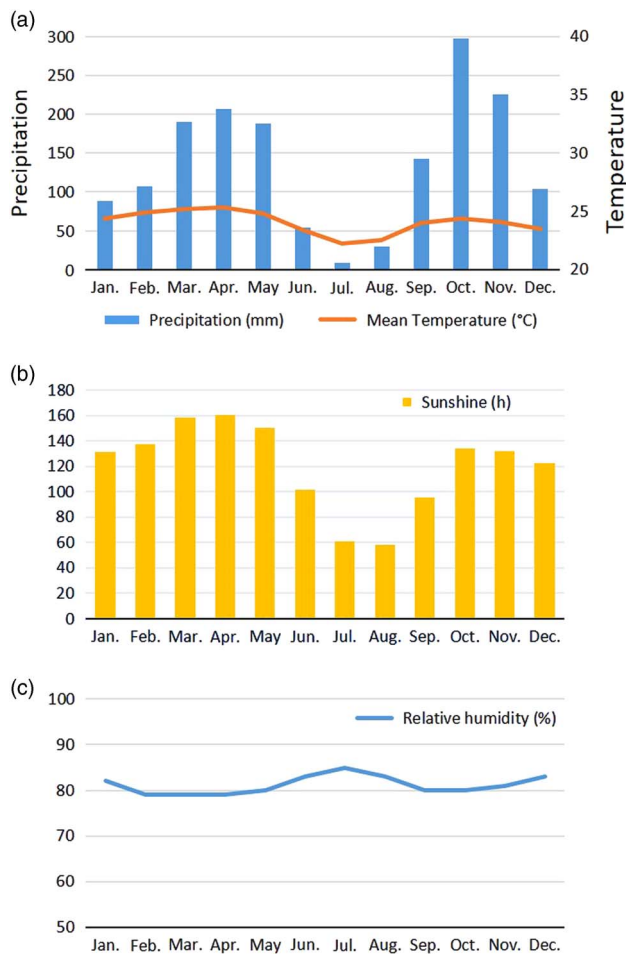 (a)
300
250
200
150
100
50
0
Precipitation
40
35
30
25
20
Temperature
Jan. Feb. Mar. Apr. May Jun. Jul. Aug. Sep. Oct. Nov. Dec.
Precipitation (mm) Mean Temperature (°C)
(b)
180
160
140
120
100
80
60
40
20
0
Sunshine (h)
Jan. Feb. Mar. Apr. May Jun. Jul. Aug. Sep. Oct. Nov. Dec.
(c)
100
90
80
70
60
50
Relative humidity (%)
Jan. Feb. Mar. Apr. May Jun. Jul. Aug. Sep. Oct. Nov. Dec.